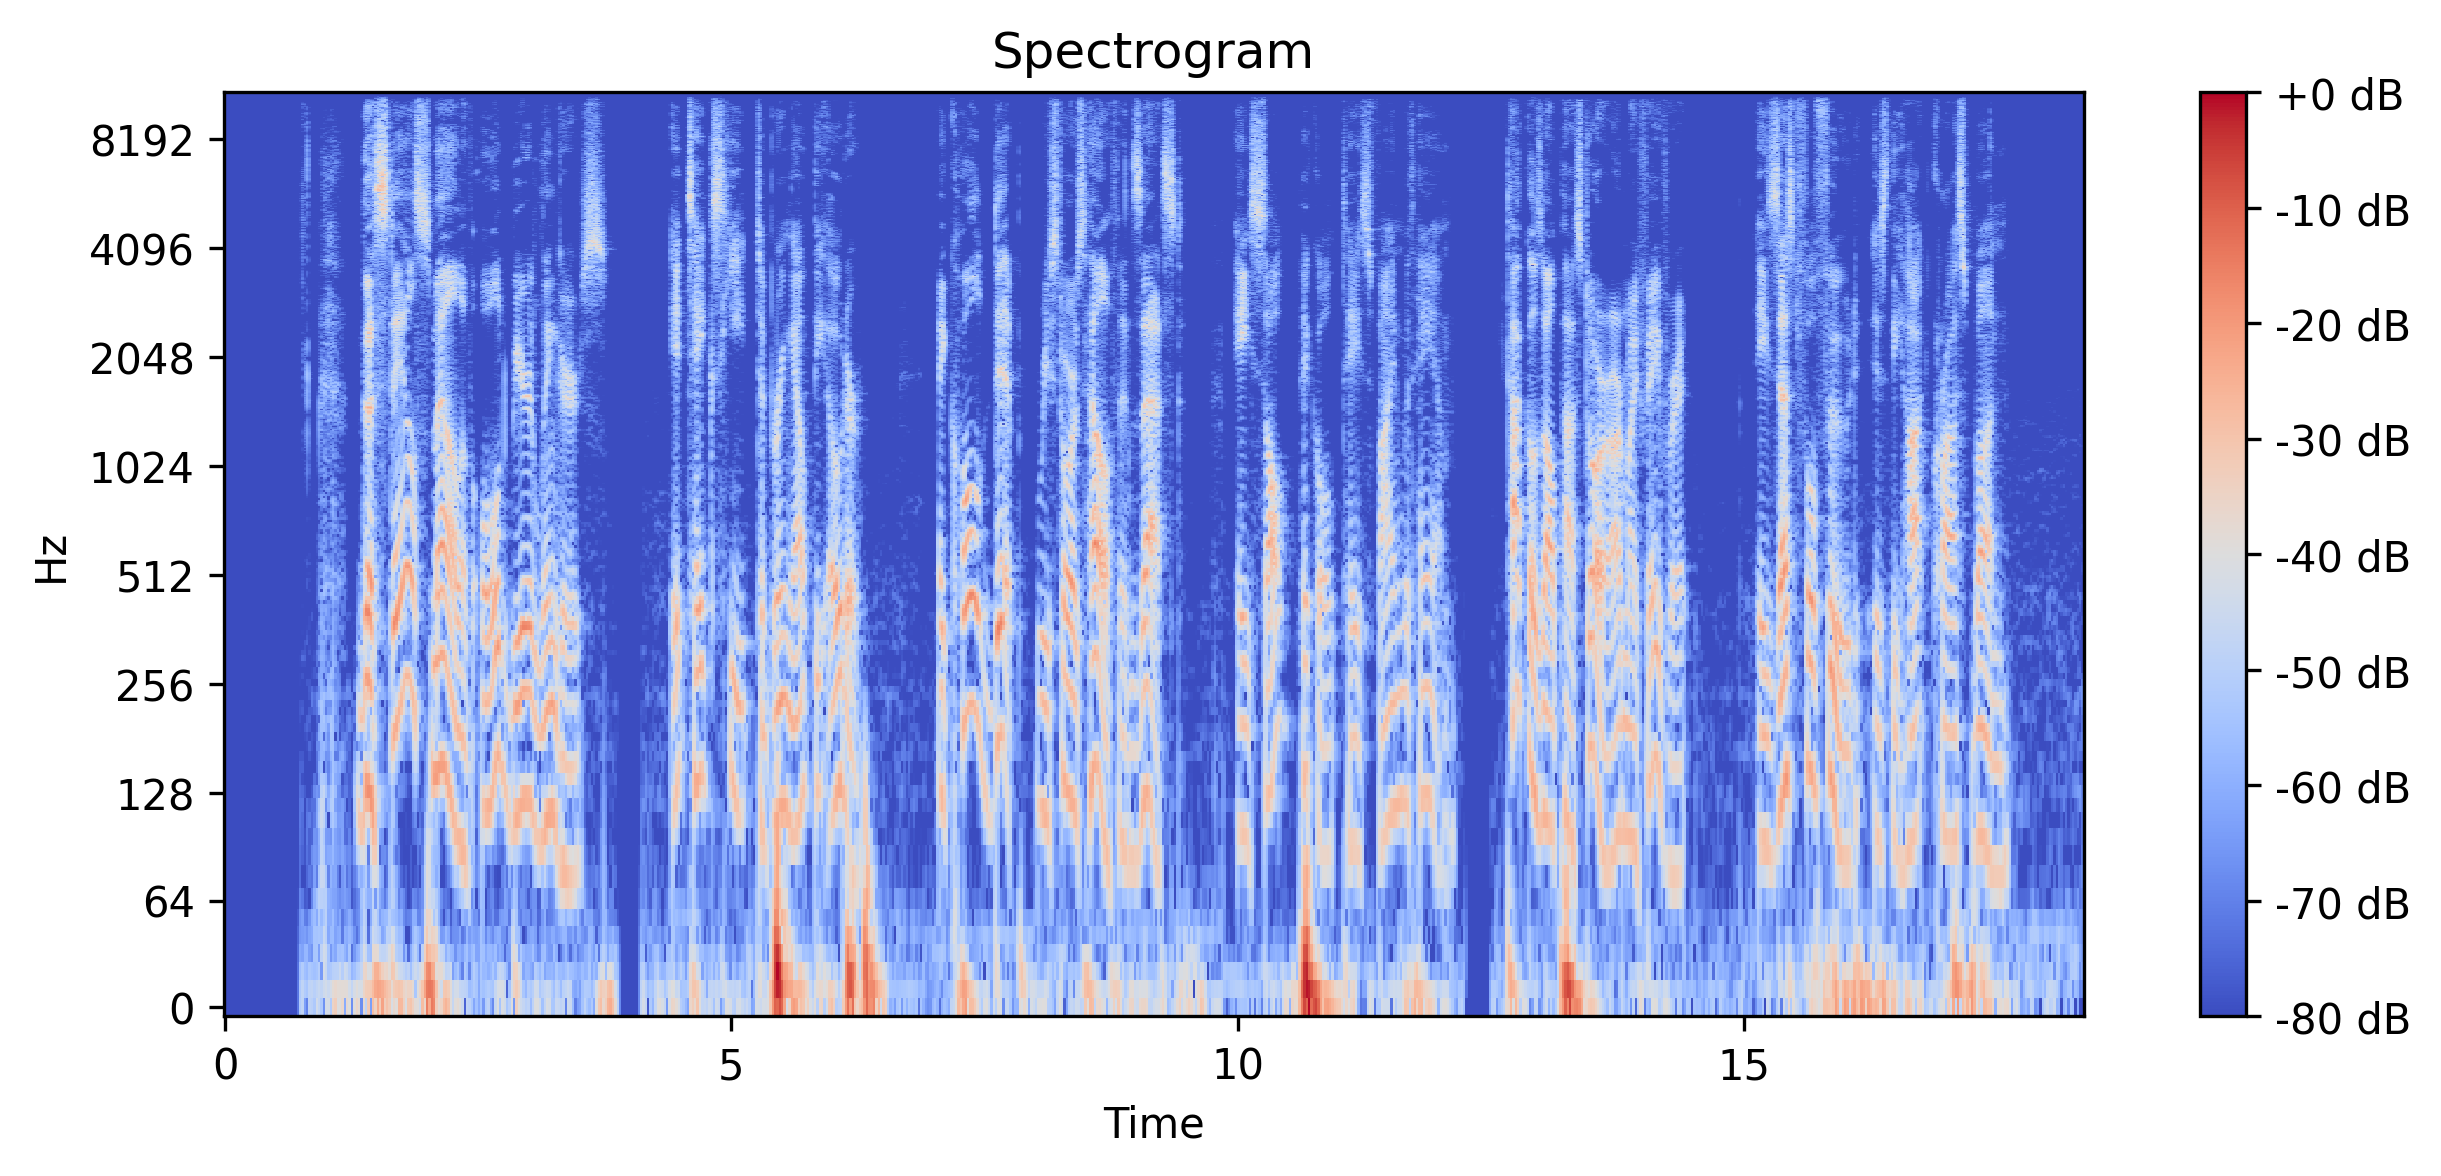 Spectrogram
8192
4096
2048
1024
512
256
128
64
0
Hz
0 5 10 15
Time
+0 dB
-10 dB
-20 dB
-30 dB
-40 dB
-50 dB
-60 dB
-70 dB
-80 dB